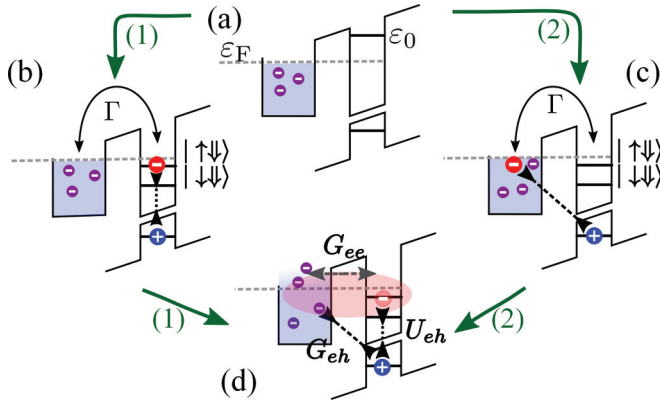 (1)
(a)
(2)
ε_F
ε_0
(b)
(c)
Γ
Γ
|↑⇓⟩
|↓⇓⟩
|↑⇓⟩
|↓⇓⟩
G_ee
(1)
(2)
G_eh
U_eh
(d)